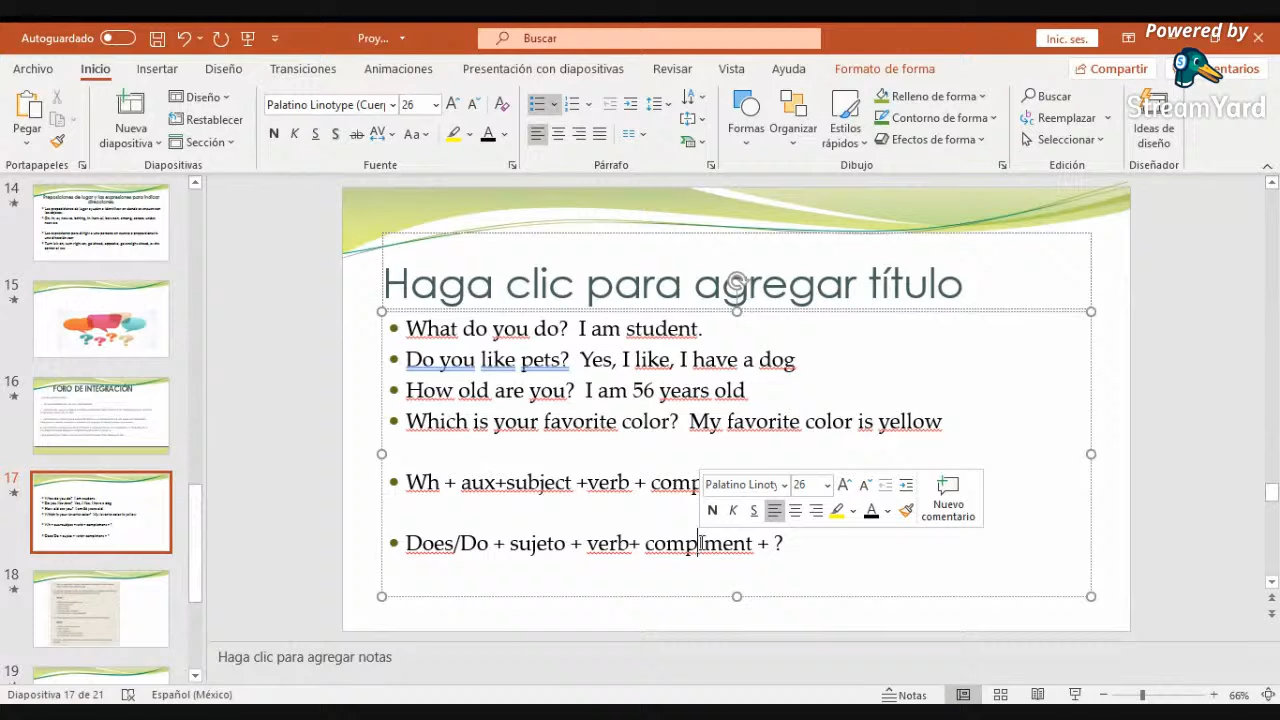 Powered by
StreamYard
Autoguardado
Proy...
Buscar
Inic. ses.
Archivo Inicio Insertar Diseño Transiciones Animaciones Presentación con diapositivas Revisar Vista Ayuda Formato de forma
Compartir
Pegar
Nueva diapositiva
Diseño
Restablecer
Sección
Palatino Linotype (Cuerp 26
N K S S ab AV Aa A
Formas
Organizar
Estilos rápidos
Relleno de forma
Contorno de forma
Efectos de forma
Buscar
Reemplazar
Seleccionar
Ideas de diseño
Portapapeles Diapositivas Fuente Párrafo Dibujo Edición Diseñador
14
15
16
FORO DE INTEGRACIÓN
17
18
19
Haga clic para agregar título
What do you do? I am student.
Do you like pets? Yes, I like, I have a dog
How old are you? I am 56 years old
Which is your favorite color? My favorite color is yellow
Wh + aux+subject +verb + comp
Does/Do + sujeto + verb+ compliment + ?
Palatino Linoty 26
N K S
Nuevo comentario
Haga clic para agregar notas
Diapositiva 17 de 21 Español (México) Notas 66%